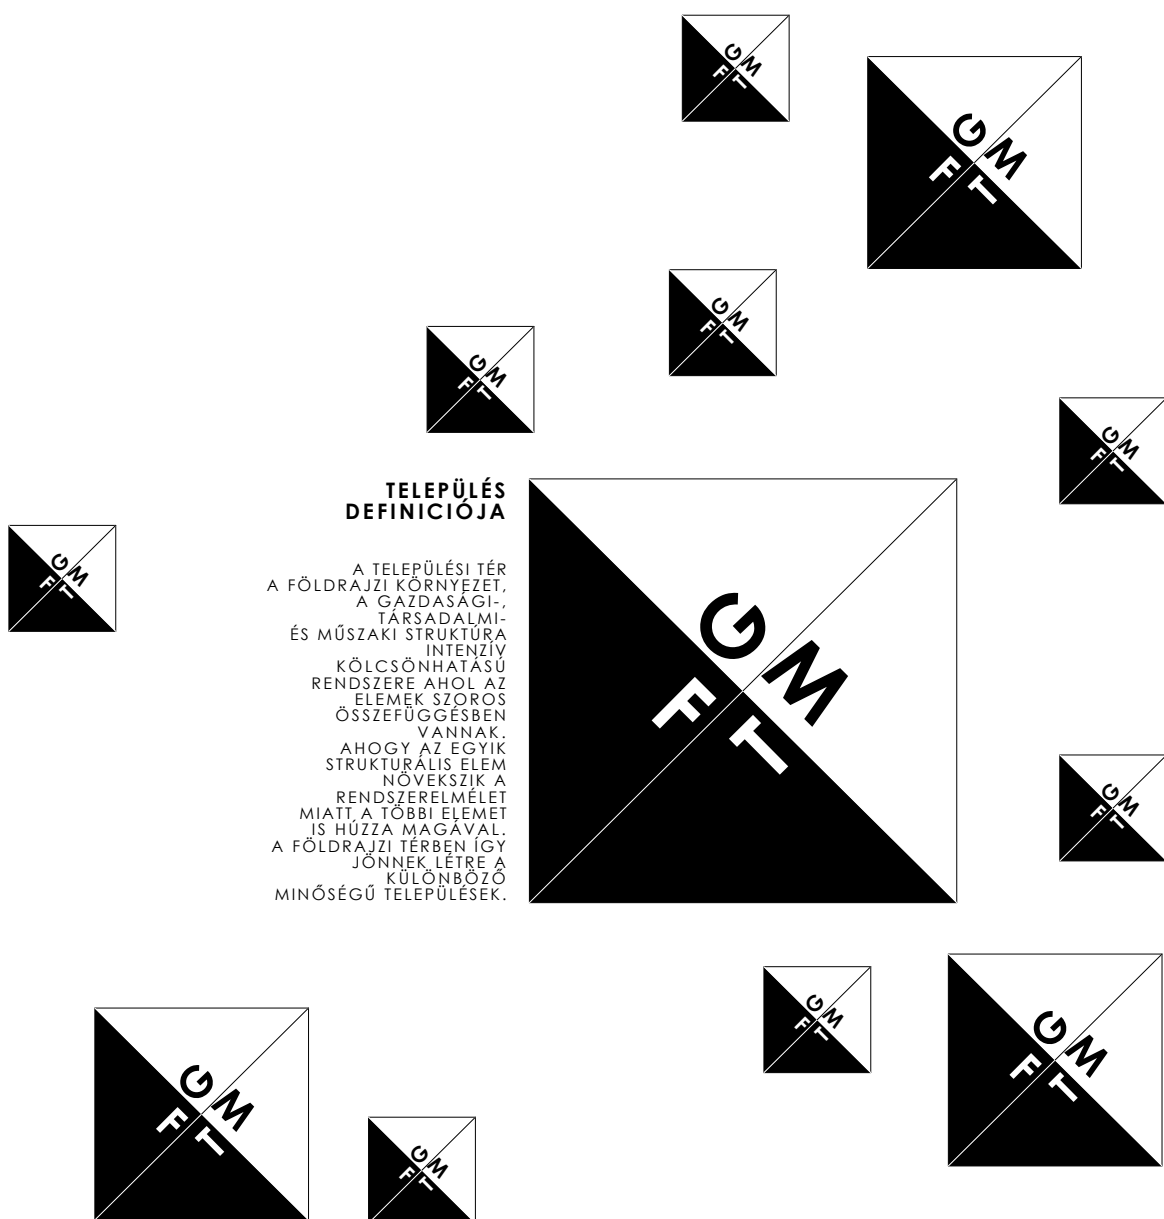 G M
F T
G M
F T
G M
F T
G M
F T
G M
F T
TELEPÜLÉS
DEFINICIÓJA
A TELEPÜLÉSI TÉR
A FÖLDRAJZI KÖRNYEZET,
A GAZDASÁGI-,
TÁRSADALMI-
ÉS MŰSZAKI STRUKTÚRA
INTENZÍV
KÖLCSÖNHATÁSÚ
RENDSZERE AHOL AZ
ELEMEK SZOROS
ÖSSZEFÜGGÉSBEN
VANNAK.
AHOGY AZ EGYIK
STRUKTURÁLIS ELEM
NÖVEKSZIK A
RENDSZERELMÉLET
MIATT A TÖBBI ELEMET
IS HÚZZA MAGÁVAL.
A FÖLDRAJZI TÉRBEN ÍGY
JÖNNEK LÉTRE A
KÜLÖNBÖZŐ
MINŐSÉGŰ TELEPÜLÉSEK.
G M
F T
G M
F T
G M
F T
G M
F T
G M
F T
G M
F T
G M
F T